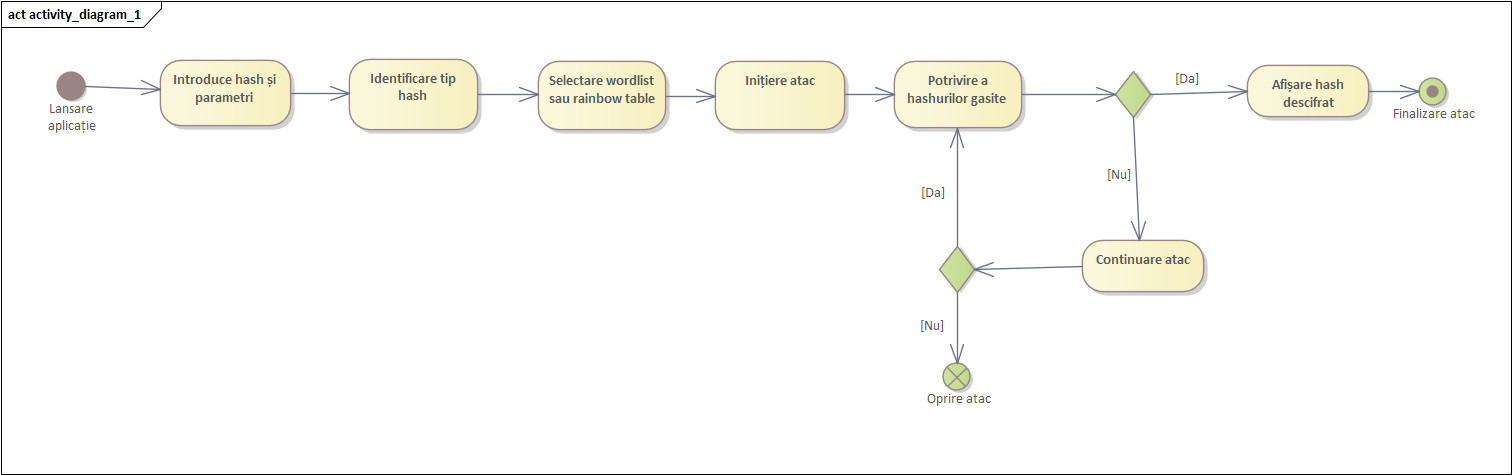 act activity_diagram_1
Lansare
aplicație
Introduce hash și
parametri
Identificare tip
hash
Selectare wordlist
sau rainbow table
Inițiere atac
Potrivire a
hashurilor gasite
[Da]
Afișare hash
descifrat
Finalizare atac
[Nu]
Continuare atac
[Da]
[Nu]
Oprire atac